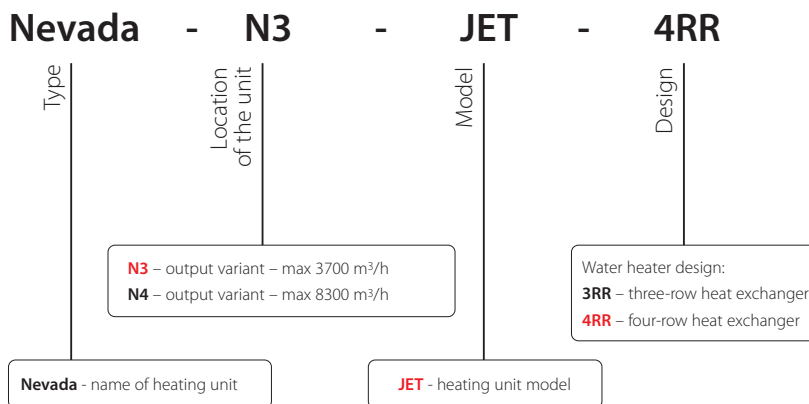 Nevada - N3 - JET - 4RR
Type
Location
of the unit
Model
Design
N3 – output variant – max 3700 m³/h
N4 – output variant – max 8300 m³/h
Water heater design:
3RR – three-row heat exchanger
4RR – four-row heat exchanger
Nevada - name of heating unit
JET - heating unit model